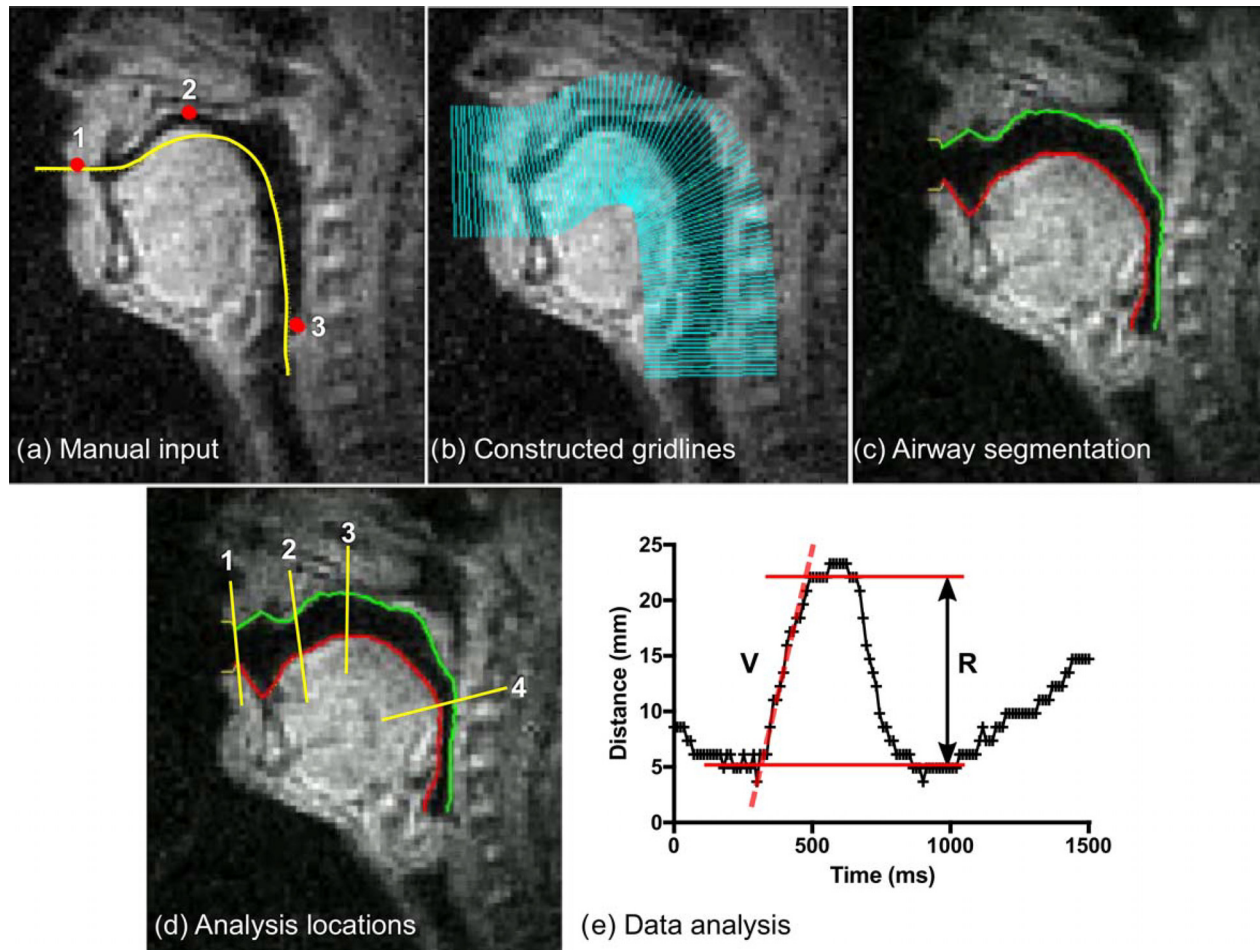 1
2
3
(a) Manual input
(b) Constructed gridlines
(c) Airway segmentation
1
2
3
4
(d) Analysis locations
25
20
15
10
5
0
Distance (mm)
V
R
0
500
1000
1500
Time (ms)
(e) Data analysis